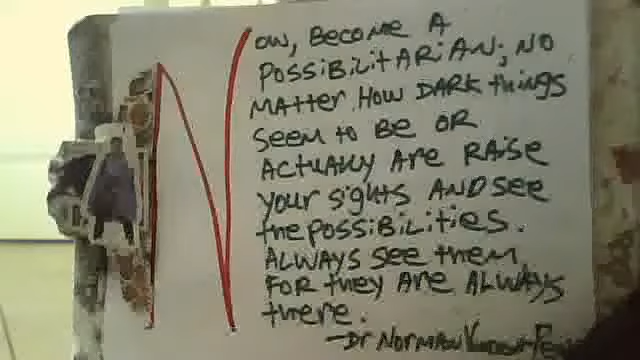 NOW, BECOME A
POSSIBILITARIAN; NO
MATTER HOW DARK things
SEEM to BE OR
ACTUALLY ARE RAISE
YOUR SIGHTS AND SEE
the POSSIBILITIES.
ALWAYS SEE them,
FOR they ARE ALWAYS
there.
-Dr NORMAN